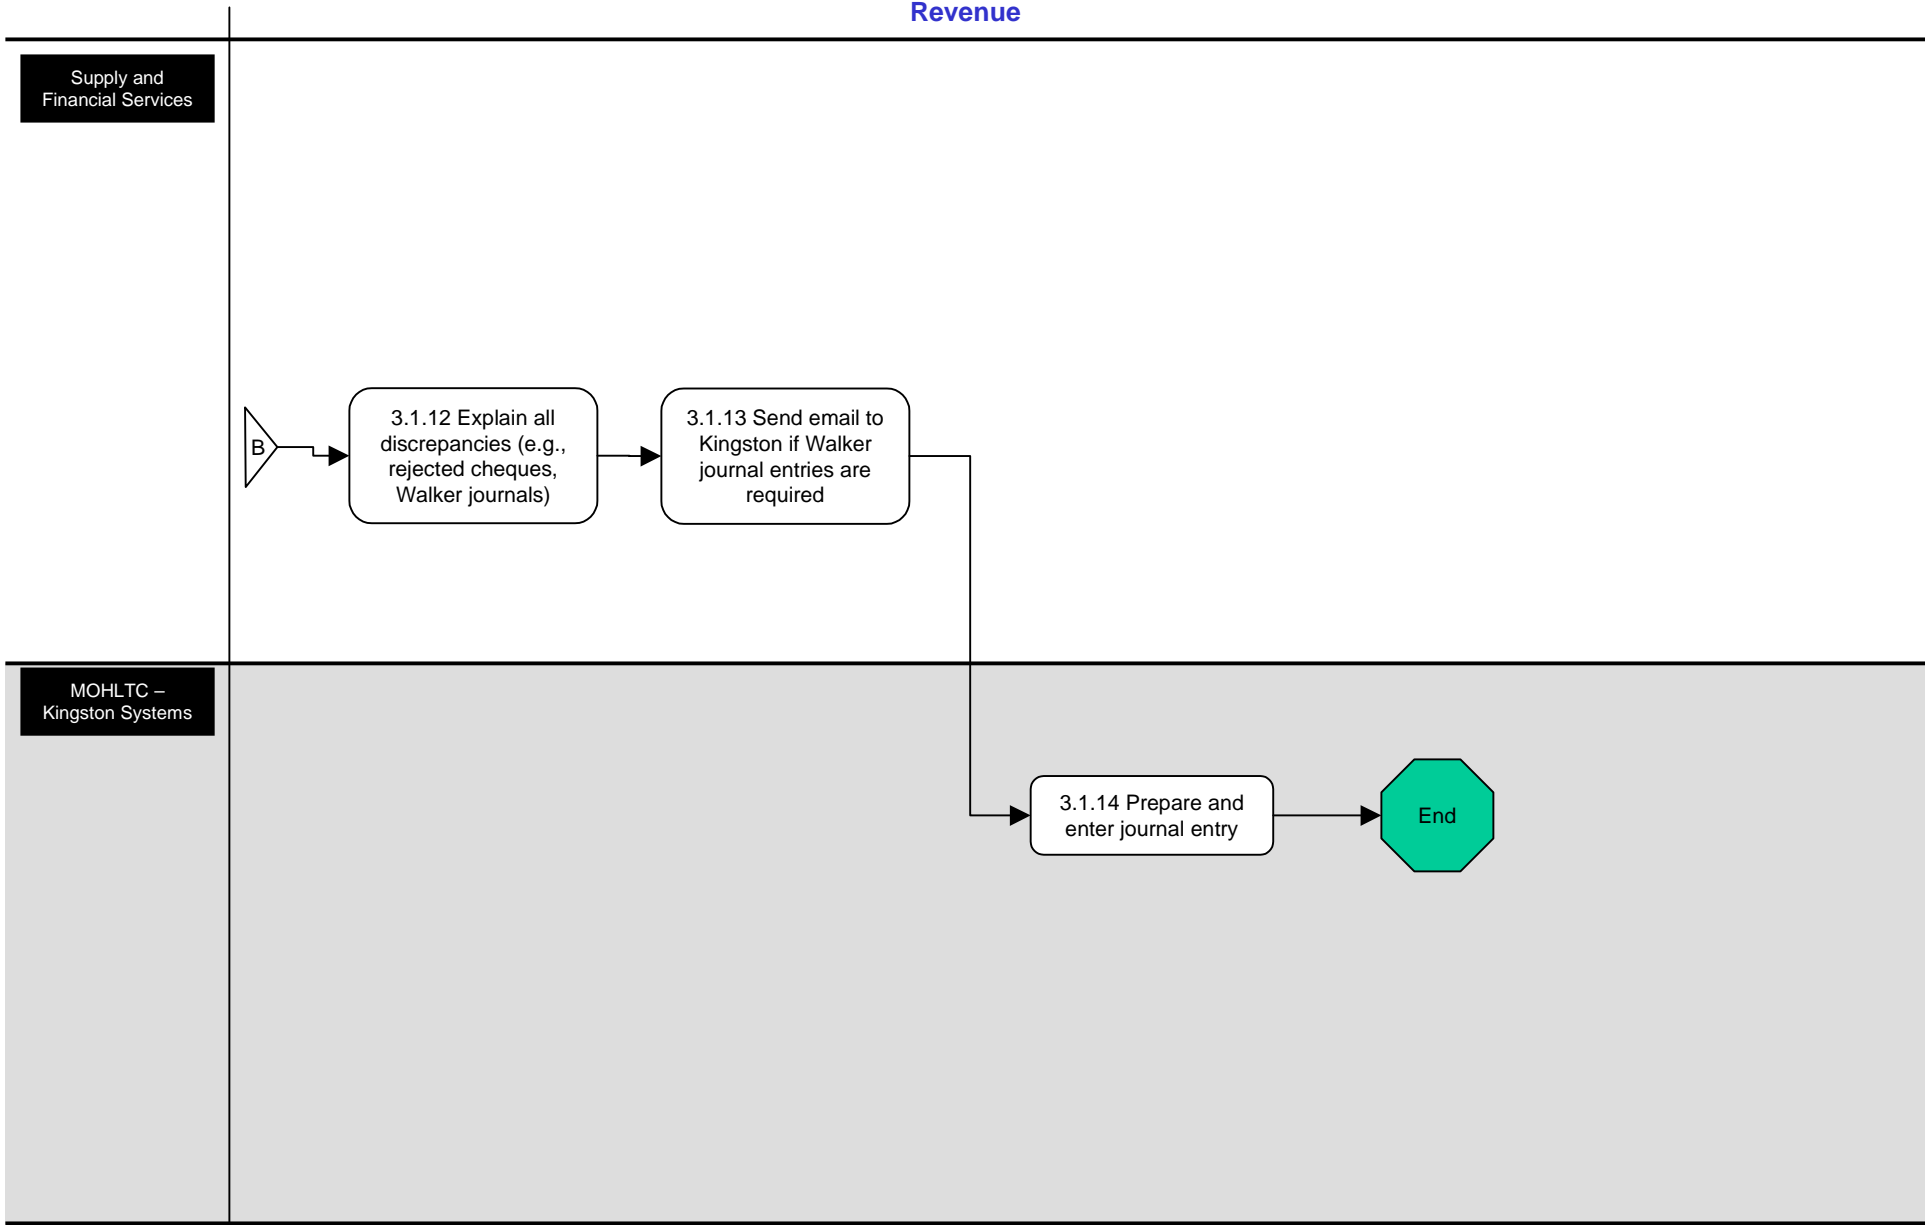 Revenue
Supply and
Financial Services
B
3.1.12 Explain all
discrepancies (e.g.,
rejected cheques,
Walker journals)
3.1.13 Send email to
Kingston if Walker
journal entries are
required
MOHLTC –
Kingston Systems
3.1.14 Prepare and
enter journal entry
End